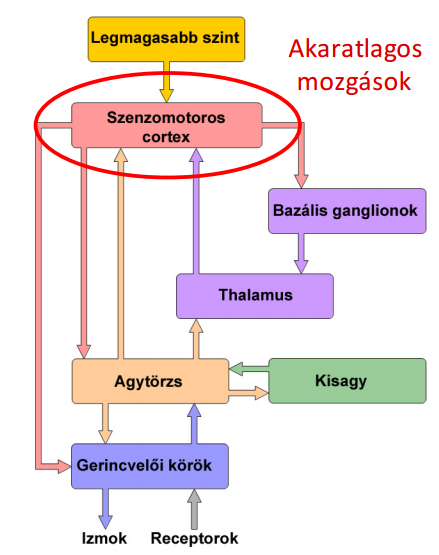 Legmagasabb szint
Akaratlagos
mozgások
Szenzomotoros
cortex
Bazális ganglionok
Thalamus
Agytörzs
Kisagy
Gerincvelői körök
Izmok
Receptorok